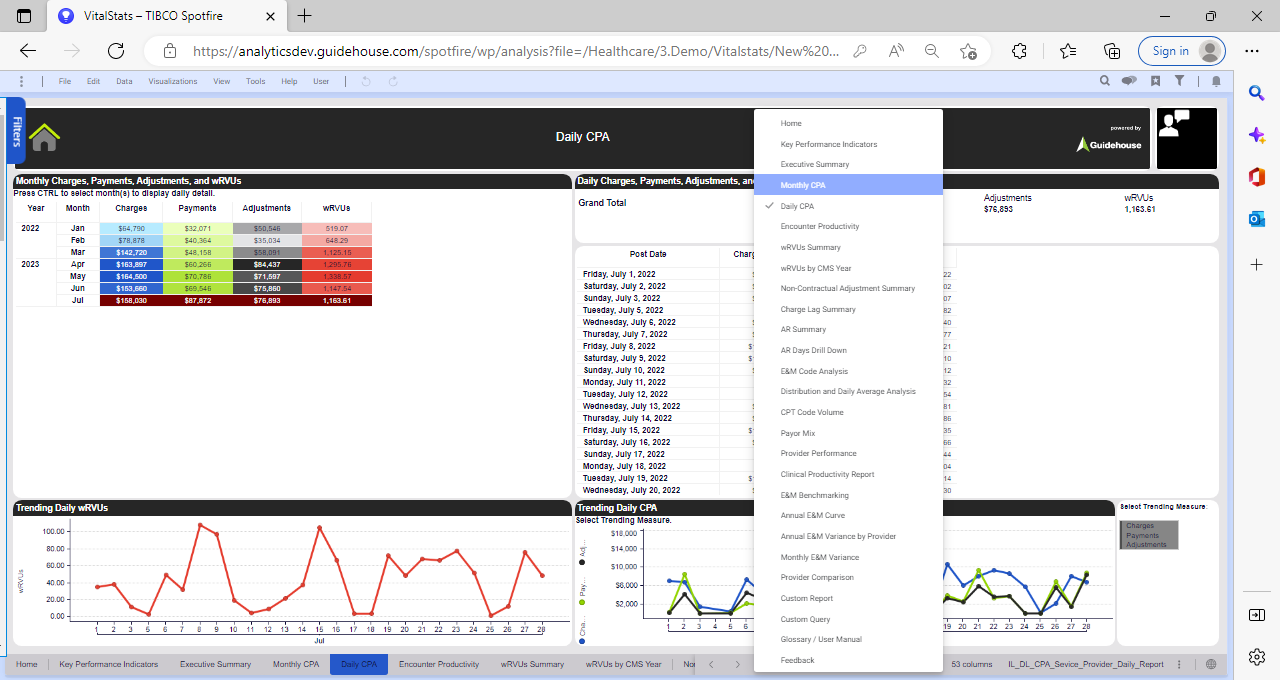 VitalStats – TIBCO Spotfire
https://analyticsdev.guidehouse.com/spotfire/wp/analysis?file=/Healthcare/3.Demo/Vitalstats/New%20...
Sign in
File Edit Data Visualizations View Tools Help User
Filters
Daily CPA
powered by
Guidehouse
Monthly Charges, Payments, Adjustments, and wRVUs
Press CTRL to select month(s) to display daily detail.
Year Month Charges Payments Adjustments wRVUs
2022 Jan $64,790 $32,071 $50,546 519.07
Feb $78,878 $40,364 $35,034 648.29
Mar $142,720 $48,158 $58,091 1,125.15
2023 Apr $163,897 $60,266 $84,437 1,295.76
May $164,500 $70,786 $71,597 1,338.57
Jun $153,660 $69,546 $75,860 1,147.54
Jul $158,030 $87,872 $76,893 1,163.61
Daily Charges, Payments, Adjustments, an
Grand Total
Adjustments wRVUs
$76,893 1,163.61
Post Date Charg
Friday, July 1, 2022 22
Saturday, July 2, 2022 02
Sunday, July 3, 2022 07
Tuesday, July 5, 2022 82
Wednesday, July 6, 2022 40
Thursday, July 7, 2022 77
Friday, July 8, 2022 $ 21
Saturday, July 9, 2022 $ 10
Sunday, July 10, 2022 12
Monday, July 11, 2022 32
Tuesday, July 12, 2022 54
Wednesday, July 13, 2022 81
Thursday, July 14, 2022 86
Friday, July 15, 2022 $ 35
Saturday, July 16, 2022 66
Sunday, July 17, 2022 44
Monday, July 18, 2022 04
Tuesday, July 19, 2022 $ 14
Wednesday, July 20, 2022 30
Home
Key Performance Indicators
Executive Summary
Monthly CPA
Daily CPA
Encounter Productivity
wRVUs Summary
wRVUs by CMS Year
Non-Contractual Adjustment Summary
Charge Lag Summary
AR Summary
AR Days Drill Down
E&M Code Analysis
Distribution and Daily Average Analysis
CPT Code Volume
Payor Mix
Provider Performance
Clinical Productivity Report
E&M Benchmarking
Annual E&M Curve
Annual E&M Variance by Provider
Monthly E&M Variance
Provider Comparison
Custom Report
Custom Query
Glossary / User Manual
Feedback
Trending Daily wRVUs
wRVUs
100.00
80.00
60.00
40.00
20.00
0.00
1 2 3 5 6 7 8 9 10 11 12 13 14 15 16 17 18 19 20 21 22 23 24 25 26 27 28
Jul
Trending Daily CPA
Select Trending Measure.
Adj...
Pay...
Cha...
$18,000
$14,000
$10,000
$6,000
$2,000
1 2 3 5 6
19 20 21 22 23 24 25 26 27 28
Select Trending Measure:
Charges
Payments
Adjustments
Home Key Performance Indicators Executive Summary Monthly CPA Daily CPA Encounter Productivity wRVUs Summary wRVUs by CMS Year Nor
53 columns IL_DL_CPA_Sevice_Provider_Daily_Report